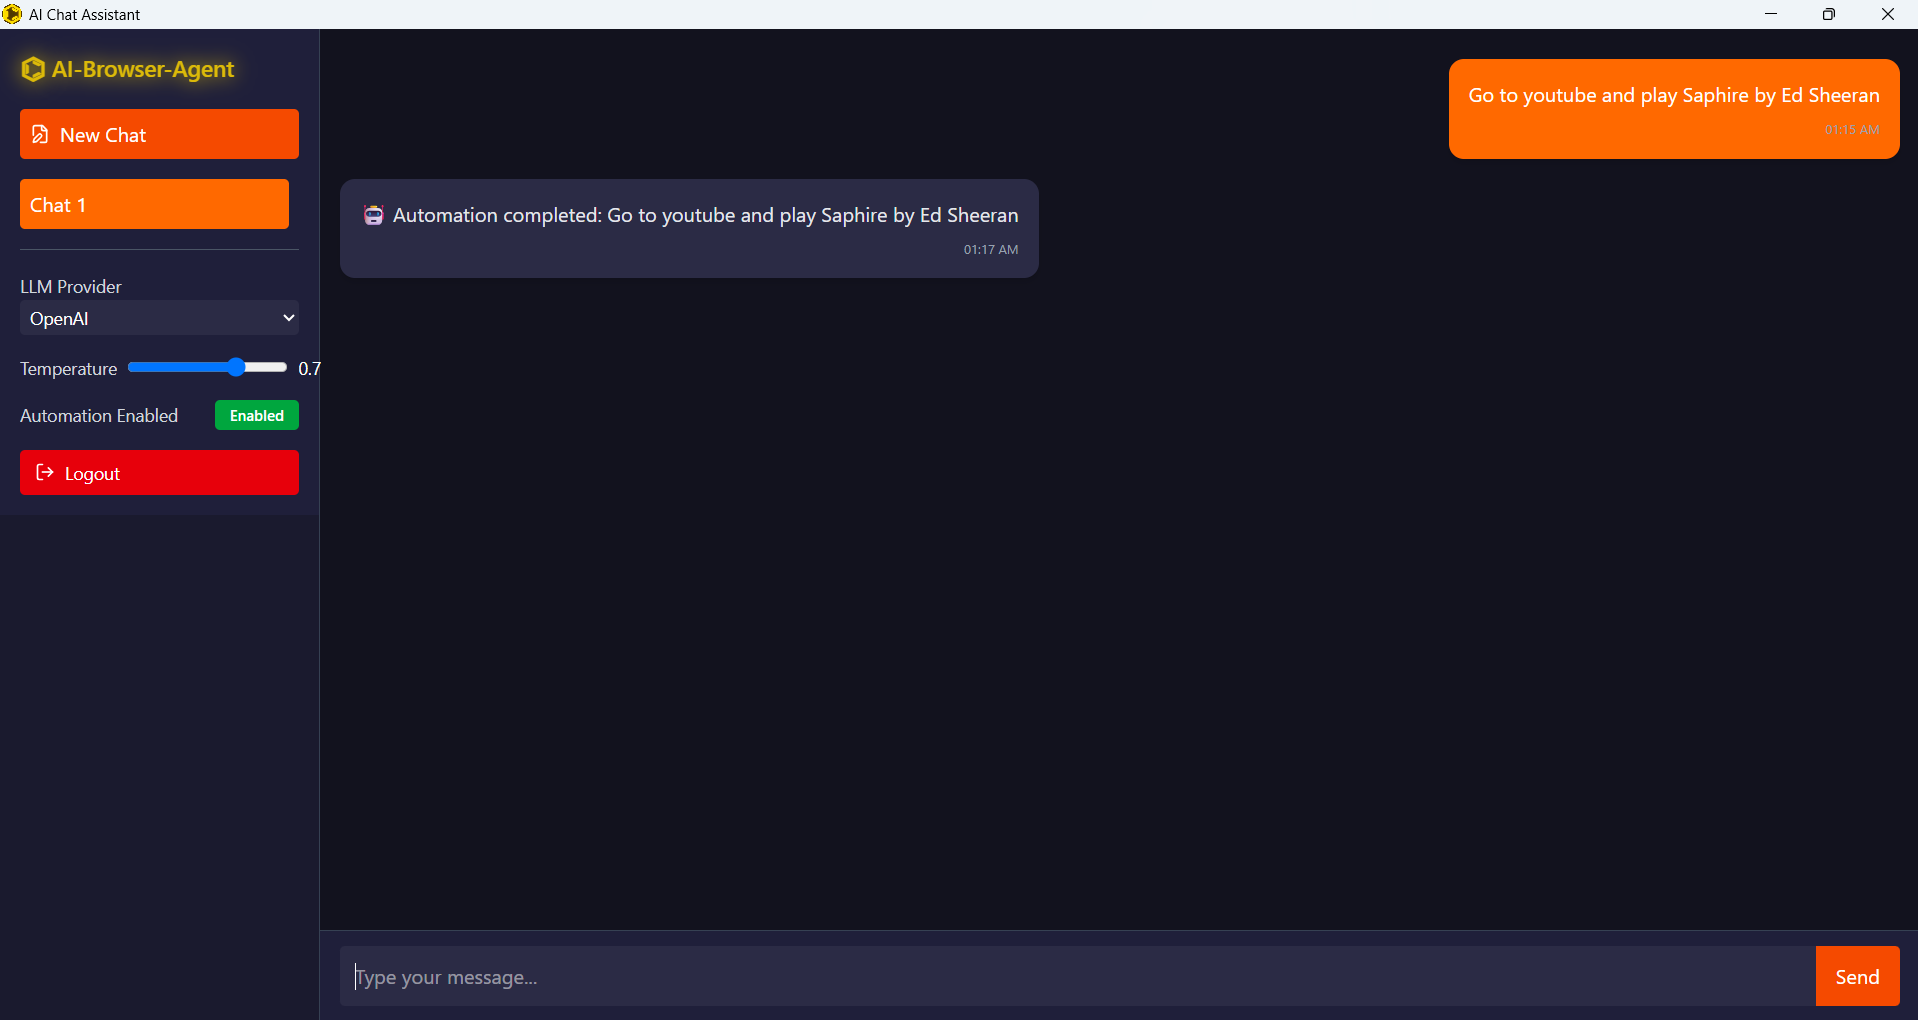 AI Chat Assistant
AI-Browser-Agent
New Chat
Chat 1
LLM Provider
OpenAI
Temperature 0.7
Automation Enabled Enabled
Logout
Go to youtube and play Saphire by Ed Sheeran
01:15 AM
Automation completed: Go to youtube and play Saphire by Ed Sheeran
01:17 AM
Type your message...
Send